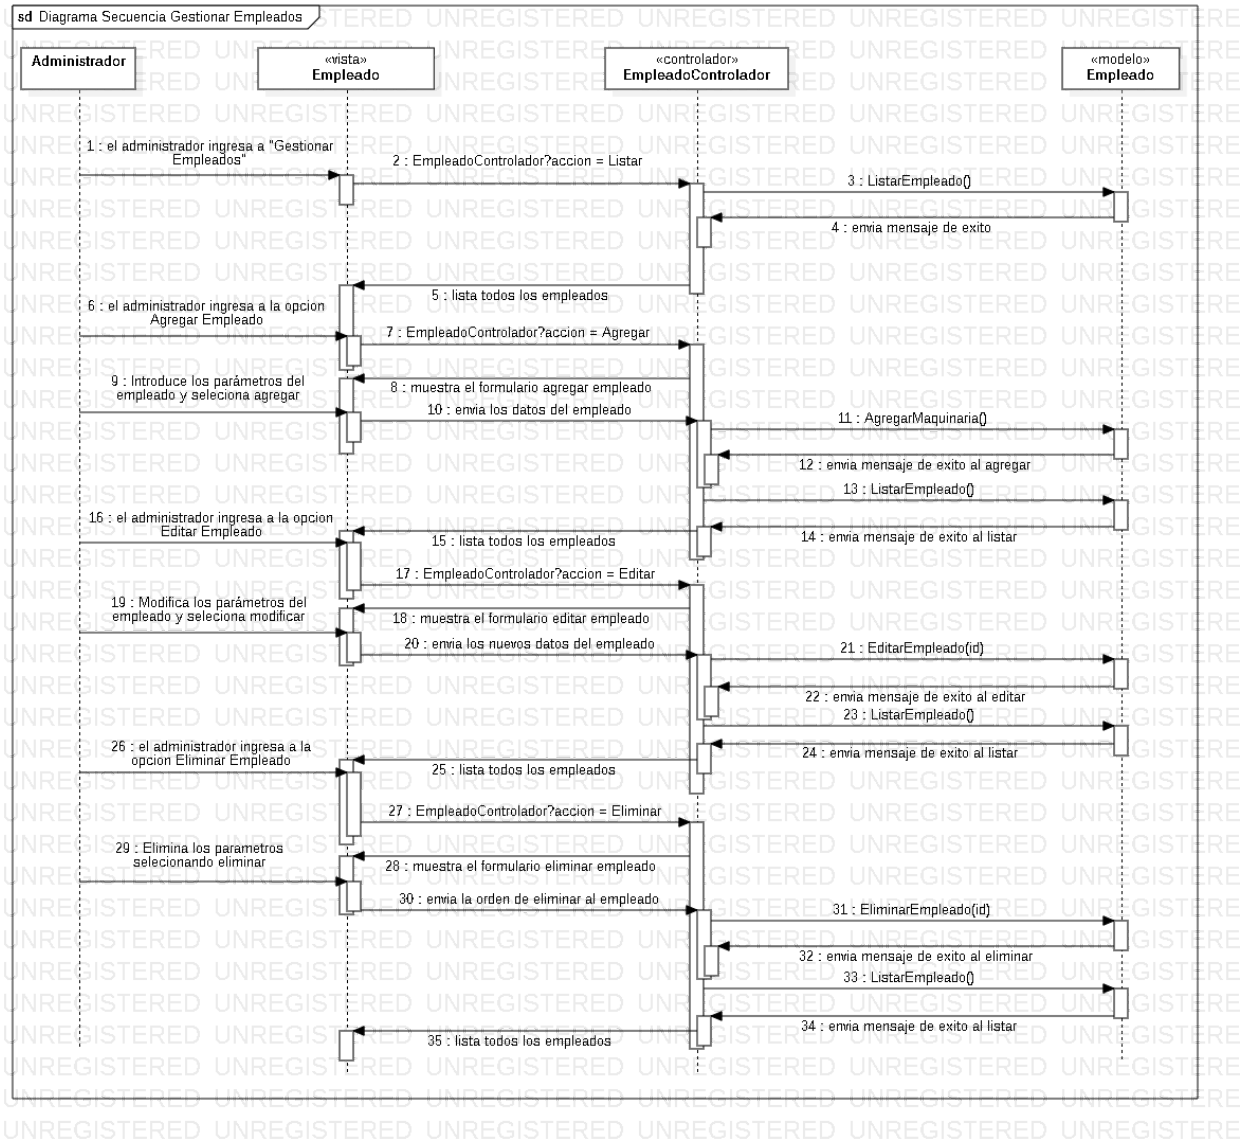 sd Diagrama Secuencia Gestionar Empleados
Administrador
«vista»
Empleado
«controlador»
EmpleadoControlador
«modelo»
Empleado
1 : el administrador ingresa a "Gestionar
Empleados"
2 : EmpleadoControlador?accion = Listar
3 : ListarEmpleado()
4 : envia mensaje de exito
5 : lista todos los empleados
6 : el administrador ingresa a la opcion
Agregar Empleado
7 : EmpleadoControlador?accion = Agregar
8 : muestra el formulario agregar empleado
9 : Introduce los parámetros del
empleado y seleciona agregar
10 : envia los datos del empleado
11 : AgregarMaquinaria()
12 : envia mensaje de exito al agregar
13 : ListarEmpleado()
14 : envia mensaje de exito al listar
15 : lista todos los empleados
16 : el administrador ingresa a la opcion
Editar Empleado
17 : EmpleadoControlador?accion = Editar
18 : muestra el formulario editar empleado
19 : Modifica los parámetros del
empleado y seleciona modificar
20 : envia los nuevos datos del empleado
21 : EditarEmpleado(id)
22 : envia mensaje de exito al editar
23 : ListarEmpleado()
24 : envia mensaje de exito al listar
25 : lista todos los empleados
26 : el administrador ingresa a la
opcion Eliminar Empleado
27 : EmpleadoControlador?accion = Eliminar
28 : muestra el formulario eliminar empleado
29 : Elimina los parametros
selecionando eliminar
30 : envia la orden de eliminar al empleado
31 : EliminarEmpleado(id)
32 : envia mensaje de exito al eliminar
33 : ListarEmpleado()
34 : envia mensaje de exito al listar
35 : lista todos los empleados
UNREGISTERED